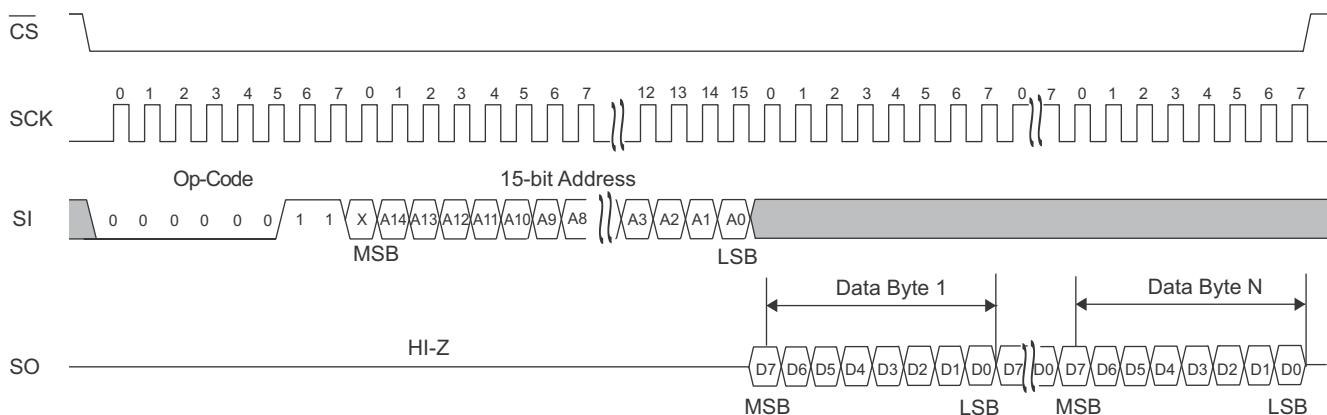 CS
0 1 2 3 4 5 6 7 0 1 2 3 4 5 6 7 12 13 14 15 0 1 2 3 4 5 6 7 0 7 0 1 2 3 4 5 6 7
SCK
Op-Code 15-bit Address
SI 0 0 0 0 0 0 1 1 X A14 A13 A12 A11 A10 A9 A8 A3 A2 A1 A0
MSB LSB
Data Byte 1 Data Byte N
HI-Z
SO D7 D6 D5 D4 D3 D2 D1 D0 D7 D0 D7 D6 D5 D4 D3 D2 D1 D0
MSB LSB MSB LSB